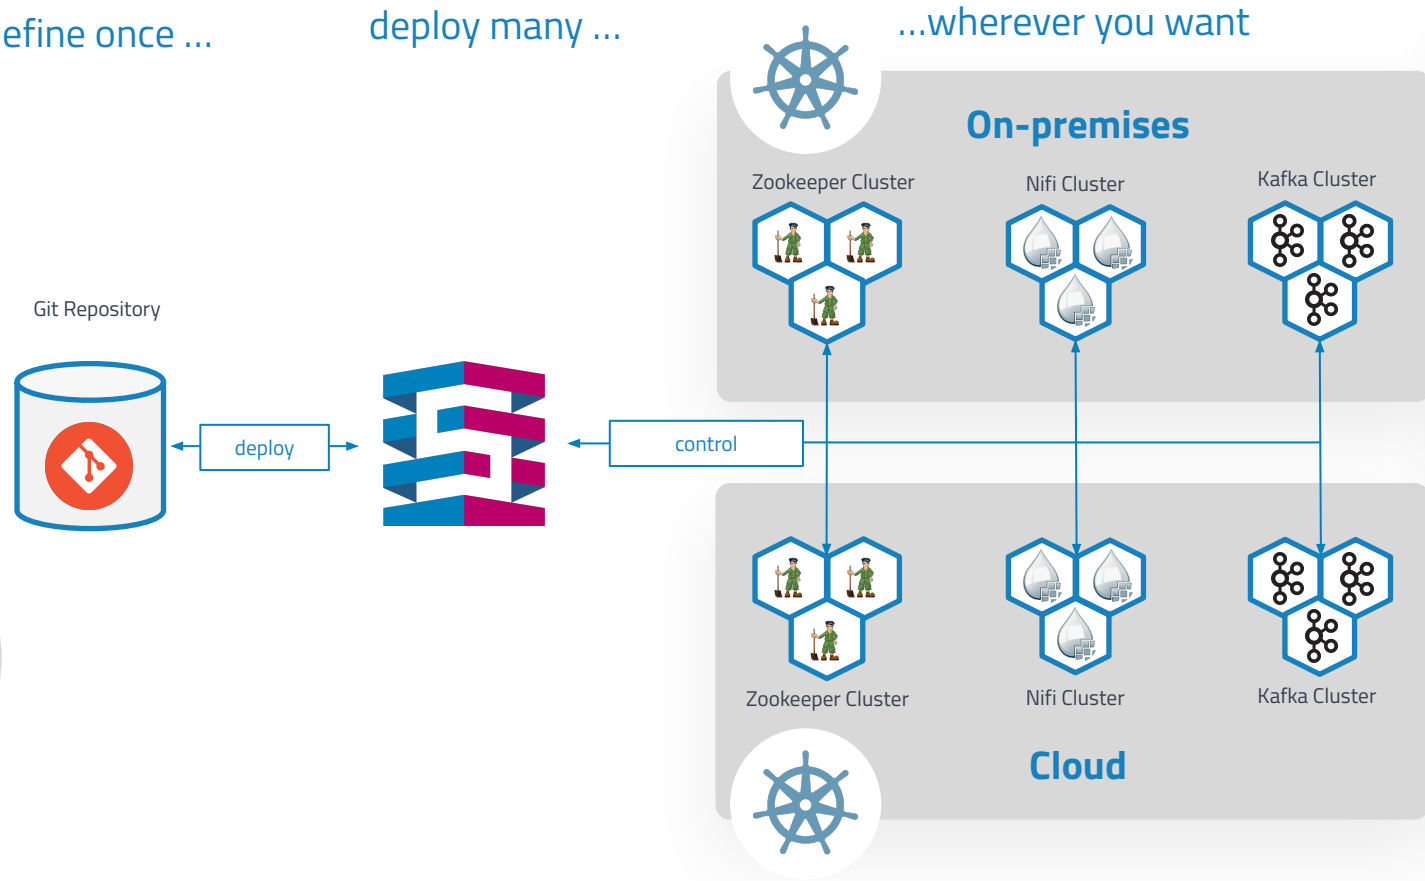 efine once ...
deploy many ...
...wherever you want
On-premises
Zookeeper Cluster
Nifi Cluster
Kafka Cluster
Git Repository
deploy
control
Zookeeper Cluster
Nifi Cluster
Kafka Cluster
Cloud